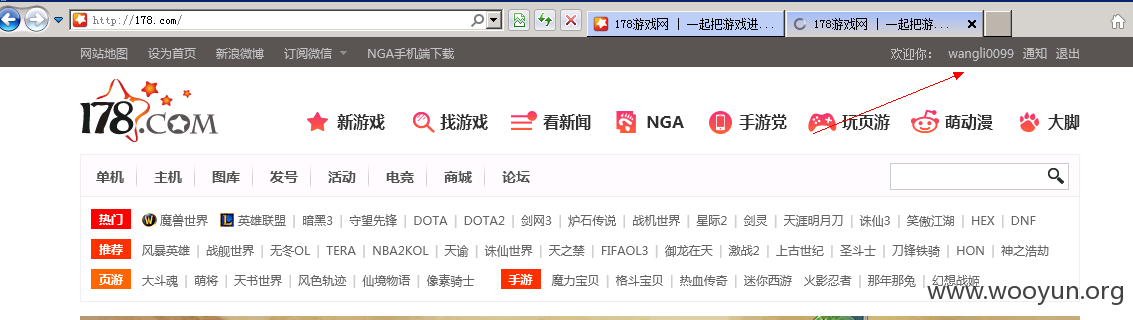 http://178.com/ 178游戏网 | 一起把游戏进... 178游戏网 | 一起把游...
网站地图 设为首页 新浪微博 订阅微信 NGA手机端下载 欢迎你: wangli0099 通知 退出
178.COM 新游戏 找游戏 看新闻 NGA 手游党 玩页游 萌动漫 大脚
单机 主机 图库 发号 活动 电竞 商城 论坛
热门 魔兽世界 英雄联盟 | 暗黑3 | 守望先锋 | DOTA | DOTA2 | 剑网3 | 炉石传说 | 战机世界 | 星际2 | 剑灵 | 天涯明月刀 | 诛仙3 | 笑傲江湖 | HEX | DNF
推荐 风暴英雄 | 战舰世界 | 无冬OL | TERA | NBA2KOL | 天谕 | 诛仙世界 | 天之禁 | FIFAOL3 | 御龙在天 | 激战2 | 上古世纪 | 圣斗士 | 刀锋铁骑 | HON | 神之浩劫
页游 大斗魂 | 萌将 | 天书世界 | 风色轨迹 | 仙境物语 | 像素骑士 手游 魔力宝贝 | 格斗宝贝 | 热血传奇 | 迷你西游 火影忍者 | 那年那兔 | 幻想战姬
www.wooyun.org